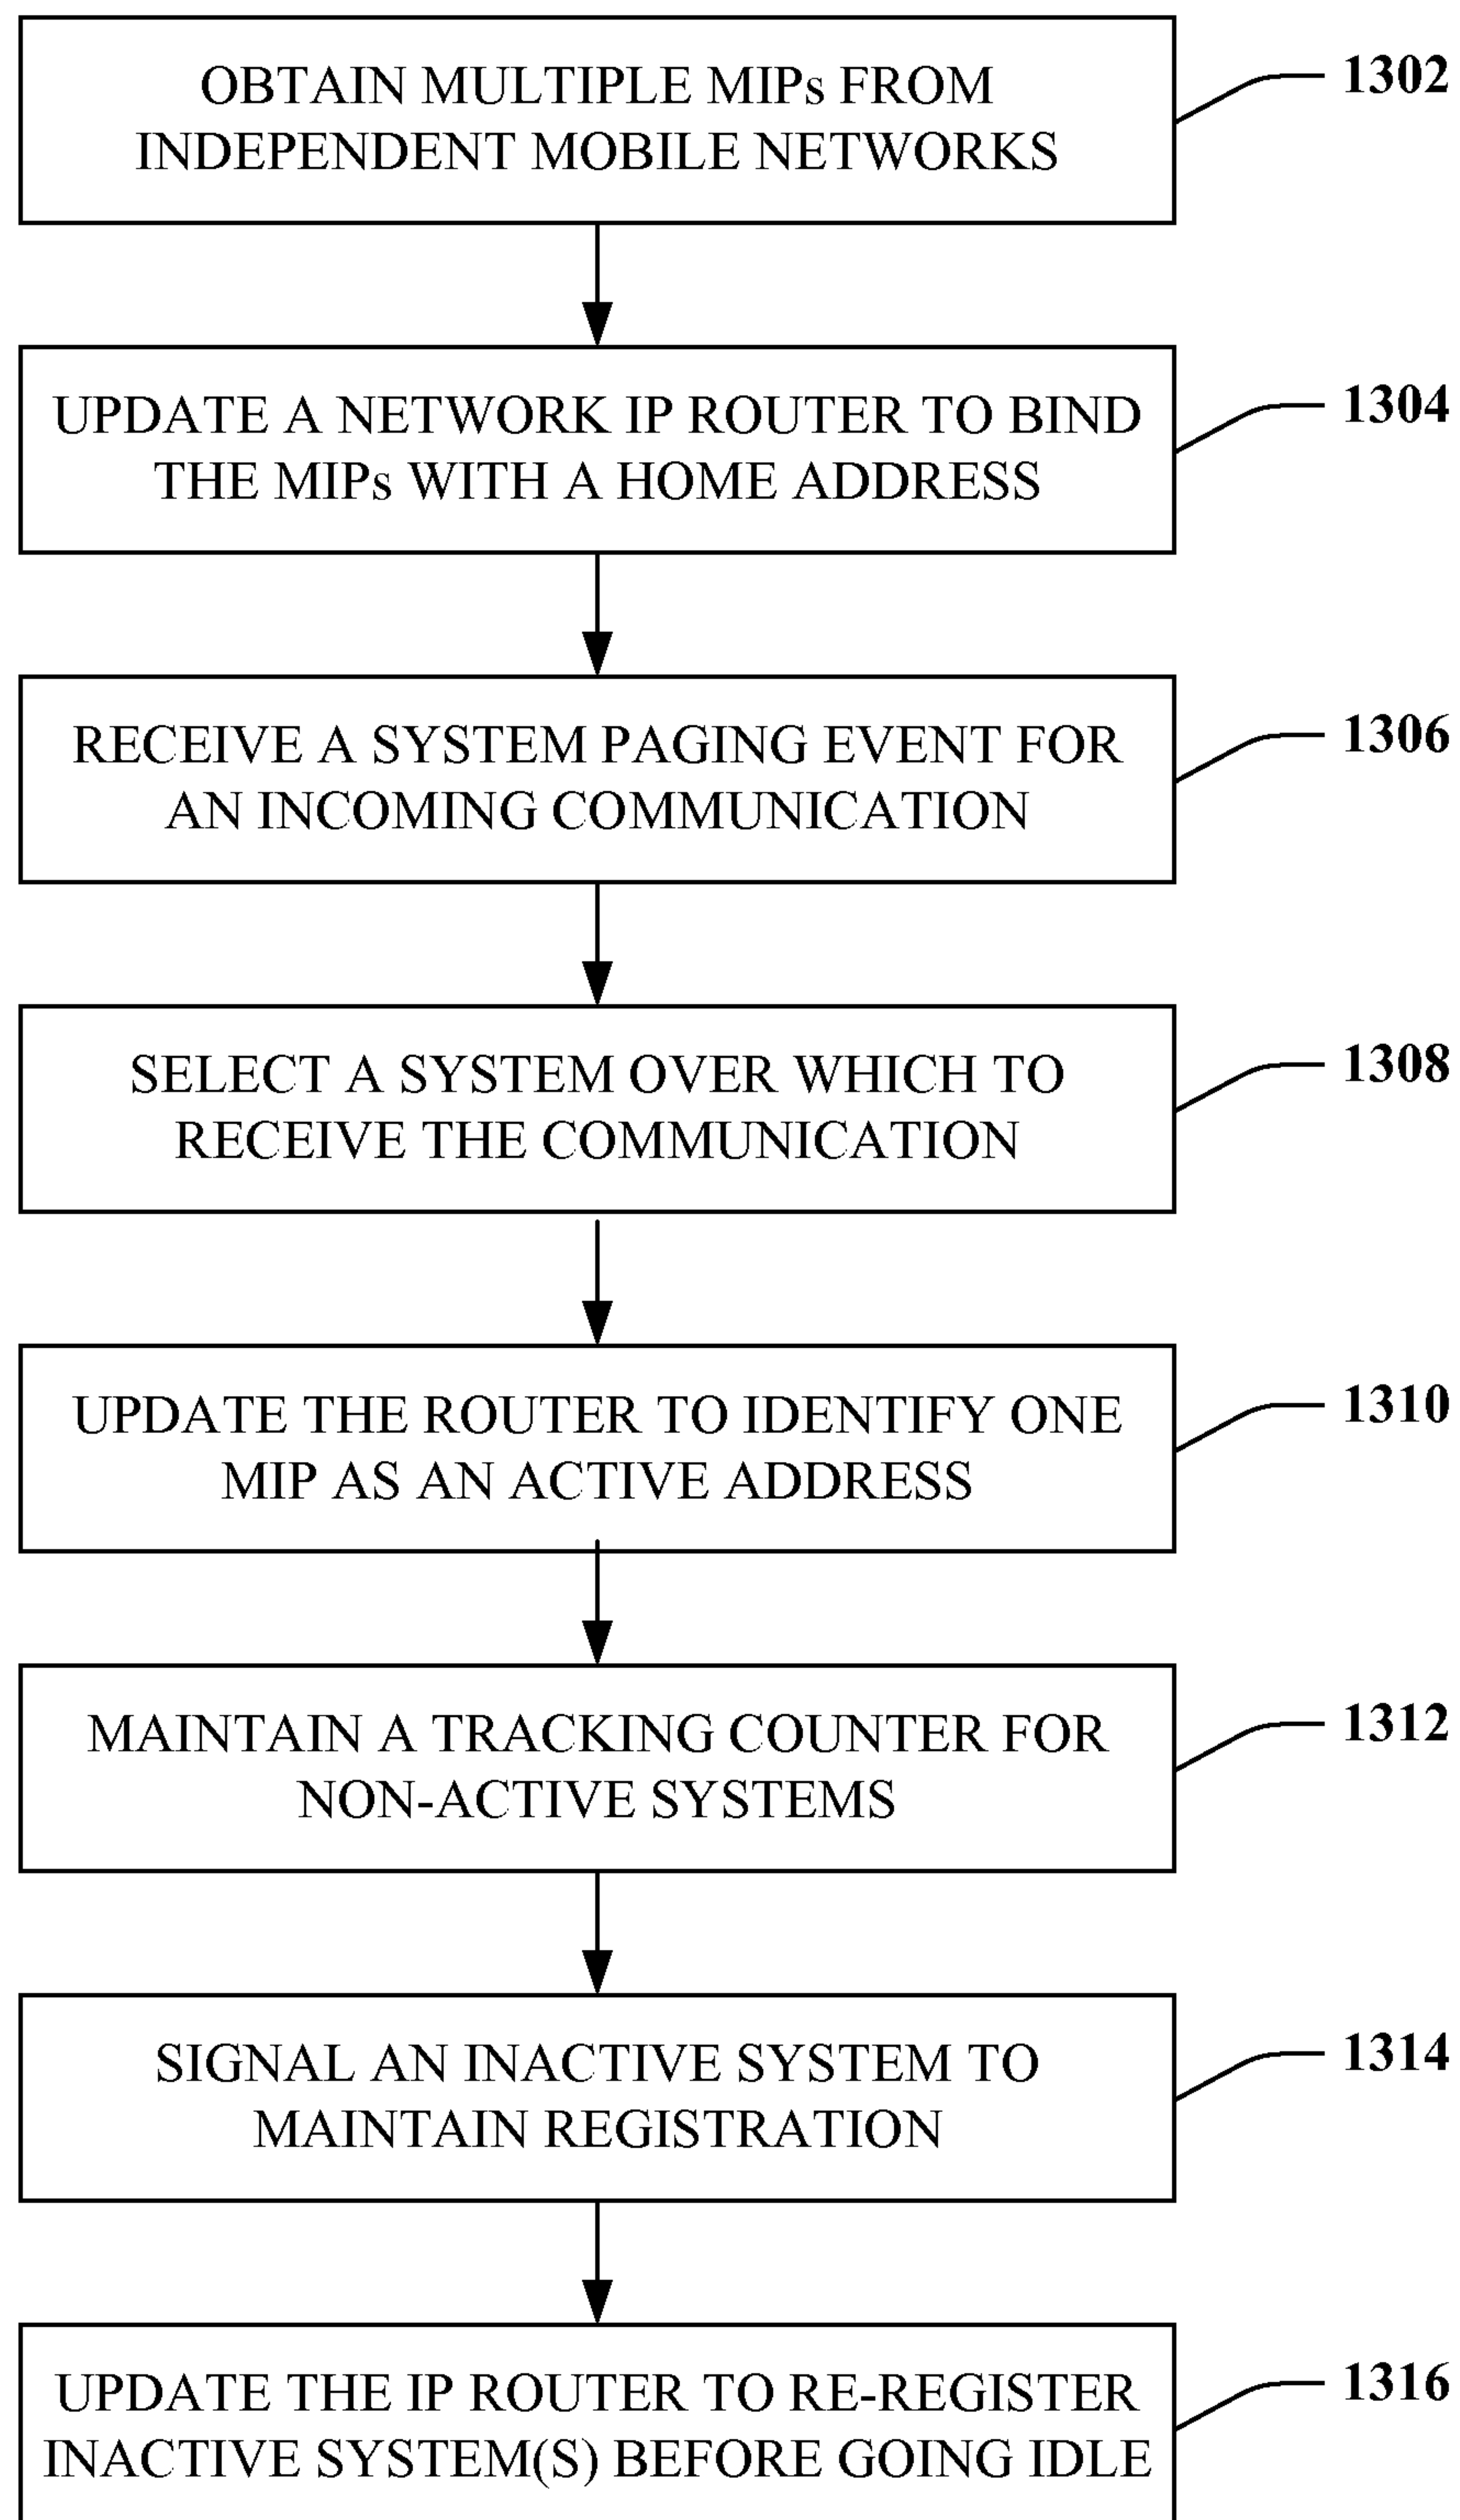 OBTAIN MULTIPLE MIPs FROM
INDEPENDENT MOBILE NETWORKS
1302
UPDATE A NETWORK IP ROUTER TO BIND
THE MIPs WITH A HOME ADDRESS
1304
RECEIVE A SYSTEM PAGING EVENT FOR
AN INCOMING COMMUNICATION
1306
SELECT A SYSTEM OVER WHICH TO
RECEIVE THE COMMUNICATION
1308
UPDATE THE ROUTER TO IDENTIFY ONE
MIP AS AN ACTIVE ADDRESS
1310
MAINTAIN A TRACKING COUNTER FOR
NON-ACTIVE SYSTEMS
1312
SIGNAL AN INACTIVE SYSTEM TO
MAINTAIN REGISTRATION
1314
UPDATE THE IP ROUTER TO RE-REGISTER
INACTIVE SYSTEM(S) BEFORE GOING IDLE
1316